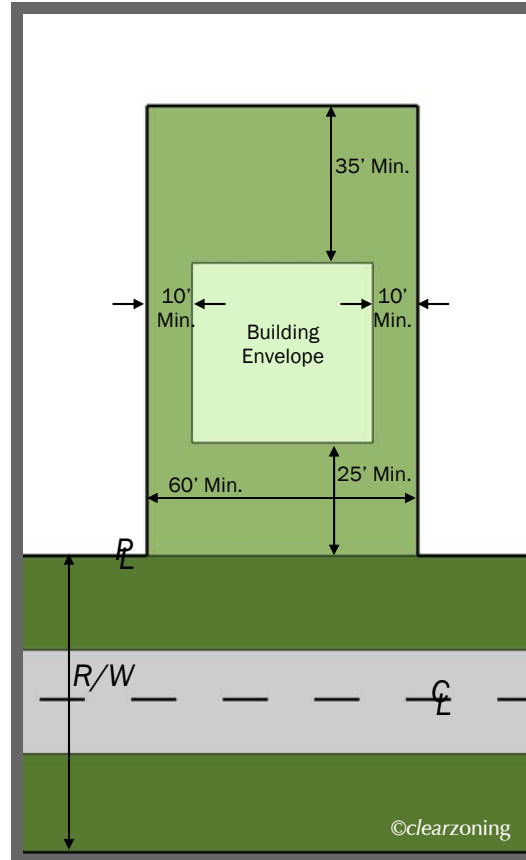 35’ Min.
10’
Min.
10’
Min.
Building
Envelope
60’ Min.
25’ Min.
PL
R/W
CL
©clearzoning